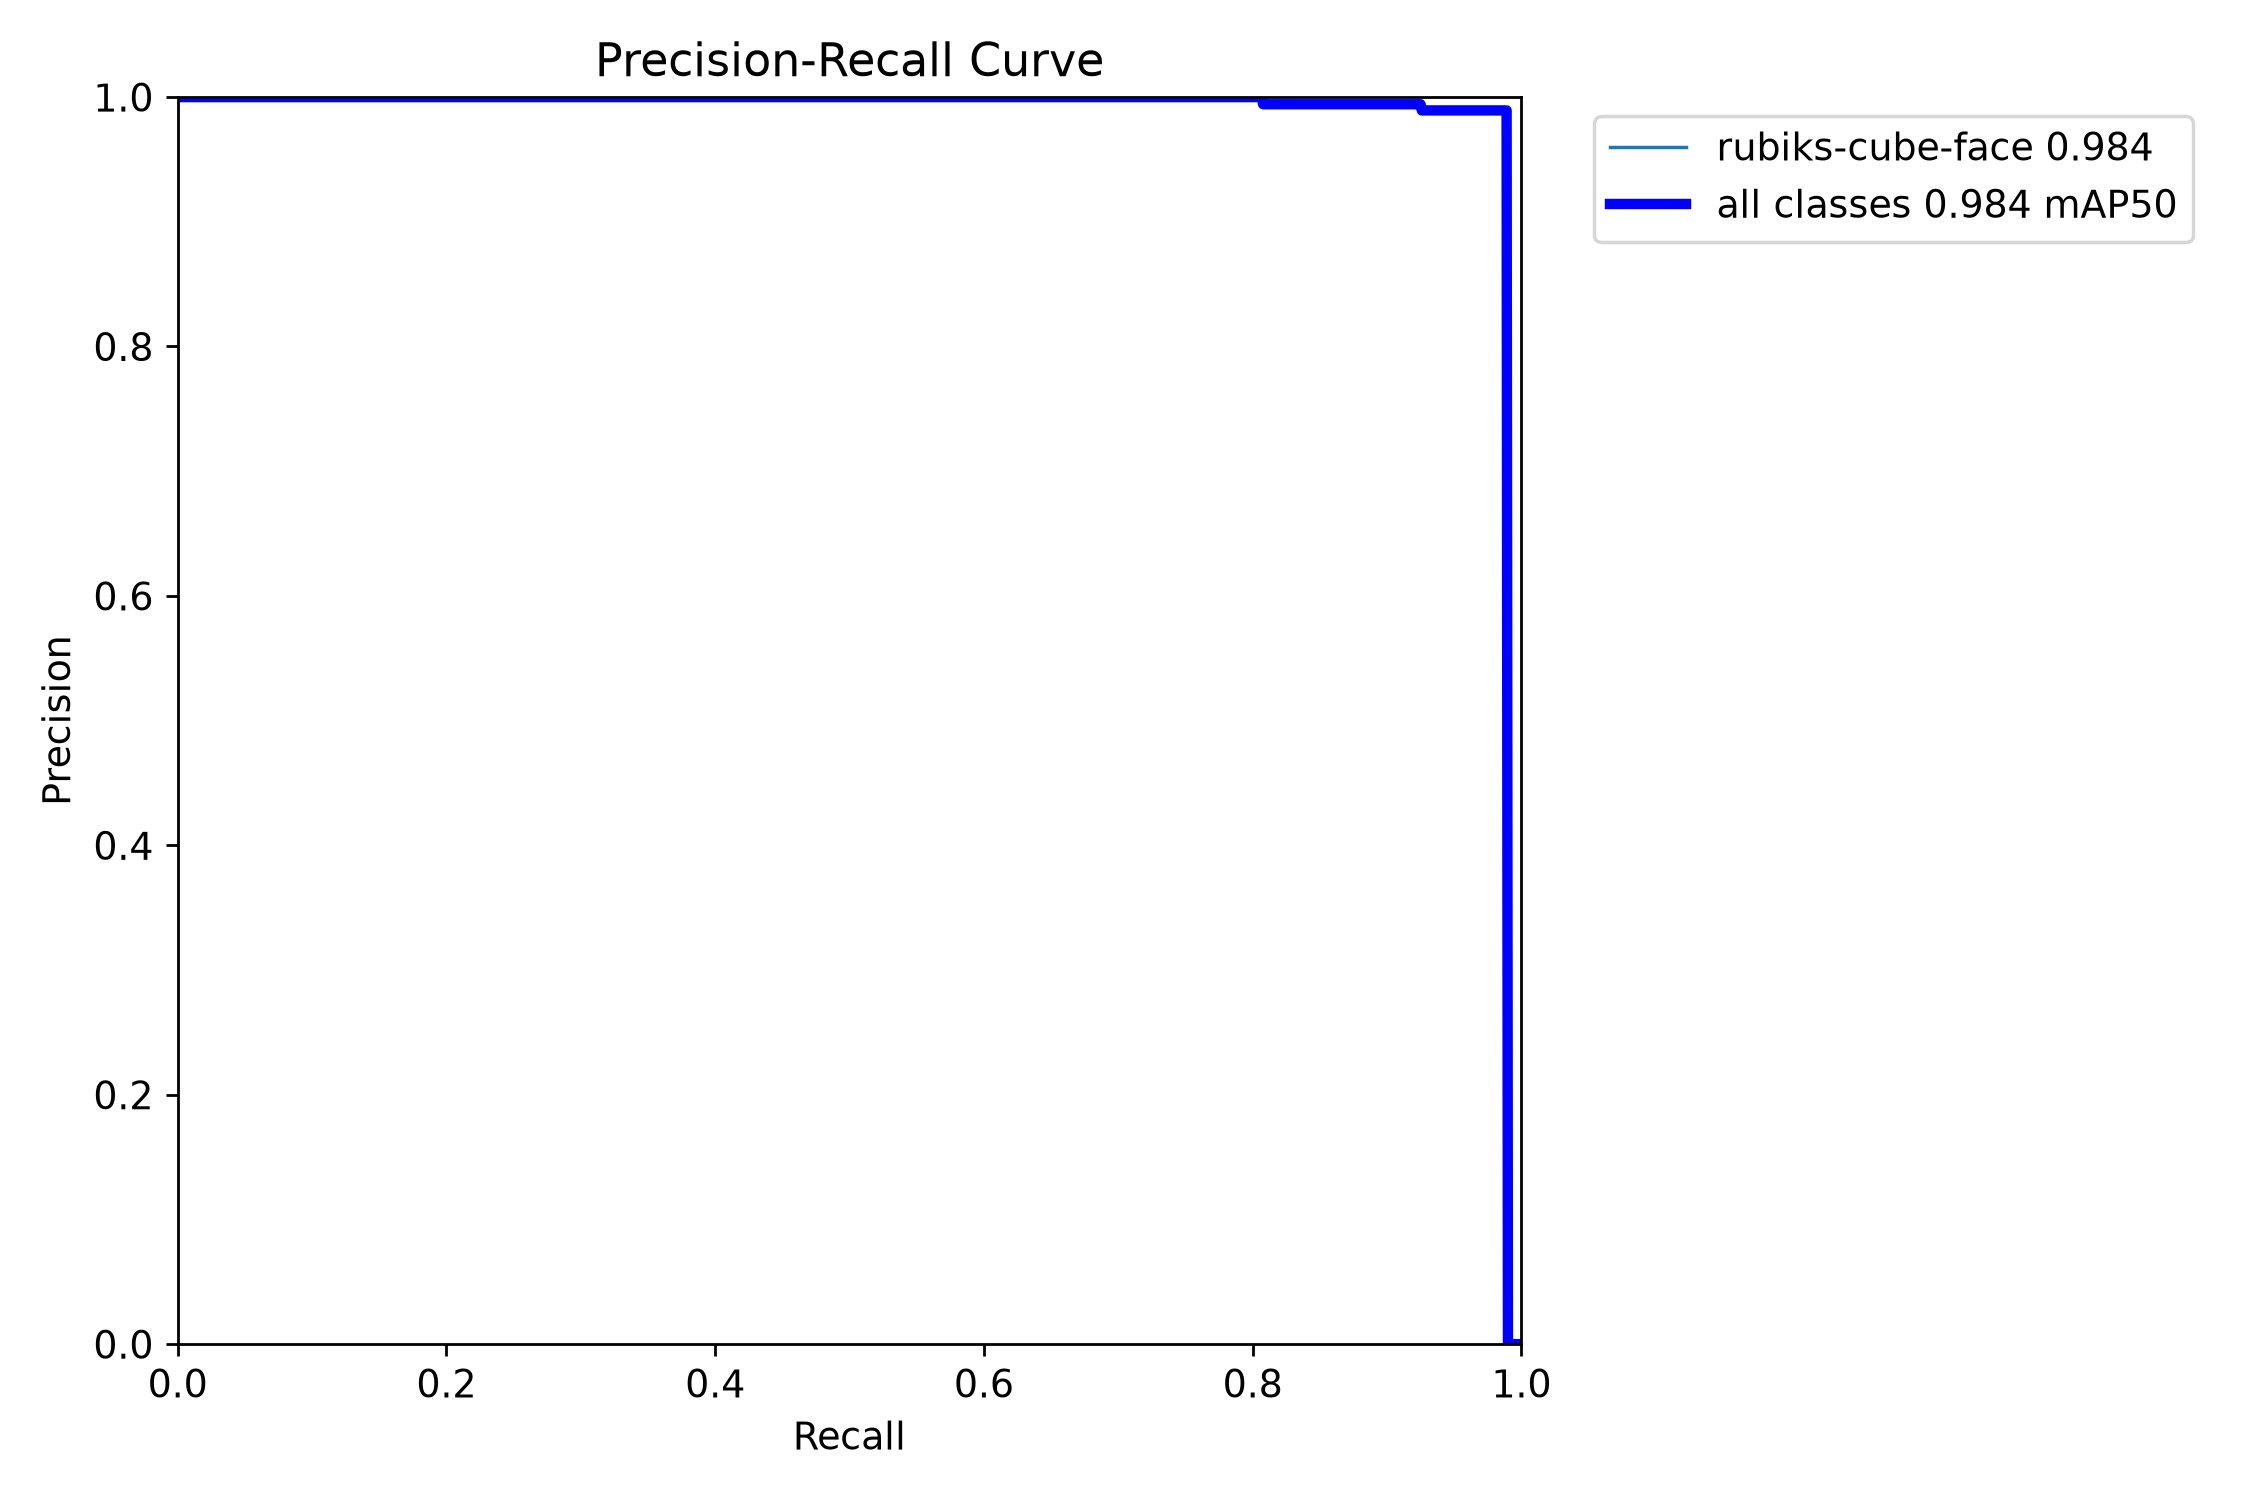 Precision-Recall Curve
1.0
0.8
0.6
0.4
0.2
0.0
Precision
0.0 0.2 0.4 0.6 0.8 1.0
Recall
rubiks-cube-face 0.984
all classes 0.984 mAP50